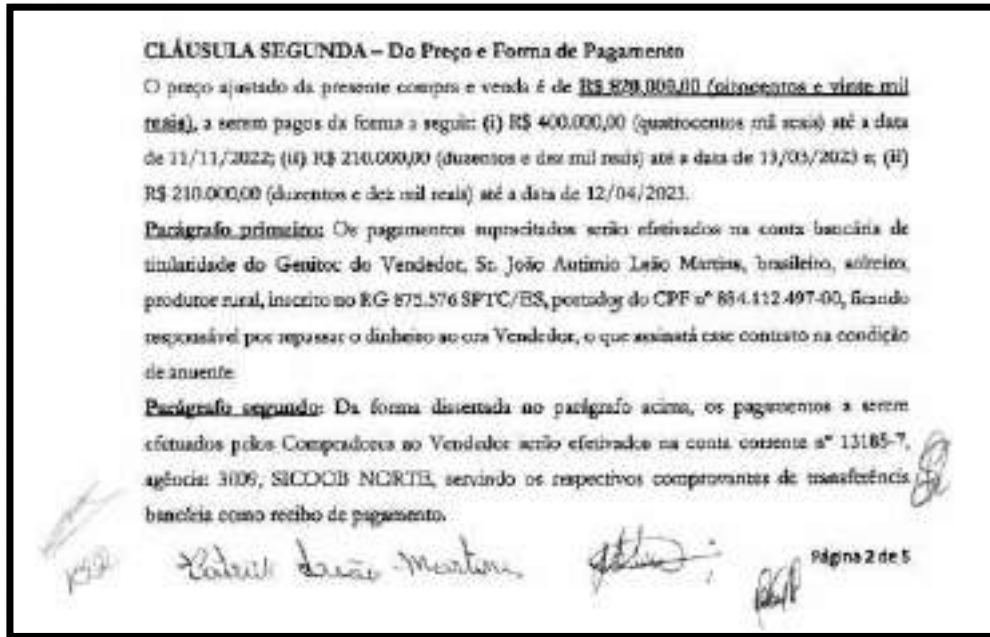 CLÁUSULA SEGUNDA – Do Preço e Forma de Pagamento
O preço ajustado da presente compra e venda é de R$ 820.000,00 (oitocentos e vinte mil
reais), a serem pagos da forma a seguir: (i) R$ 400.000,00 (quatrocentos mil reais) até a data
de 11/11/2022; (ii) R$ 210.000,00 (duzentos e dez mil reais) até a data de 13/03/2023 e; (ii)
R$ 210.000,00 (duzentos e dez mil reais) até a data de 12/04/2023.
Parágrafo primeiro: Os pagamentos supracitados serão efetivados na conta bancária de
titularidade do Genitor do Vendedor, Sr. João Leão Martins, brasileiro, solteiro,
produtor rural, inscrito no RG SPTC/ES, portador do CPF nº 884.112.497-00, ficando
responsável por repassar o dinheiro ao ora Vendedor, o que assinará esse contrato na condição
de anuente
Parágrafo segundo: Da forma dissertada no parágrafo acima, os pagamentos a serem
efetuados pelos Compradores ao Vendedor serão efetivados na conta corrente nº 13185-7,
agência: 3009, SICOOB NORTE, servindo os respectivos comprovantes de transferência
bancária como recibo de pagamento.
Leão Martins
Página 2 de 5